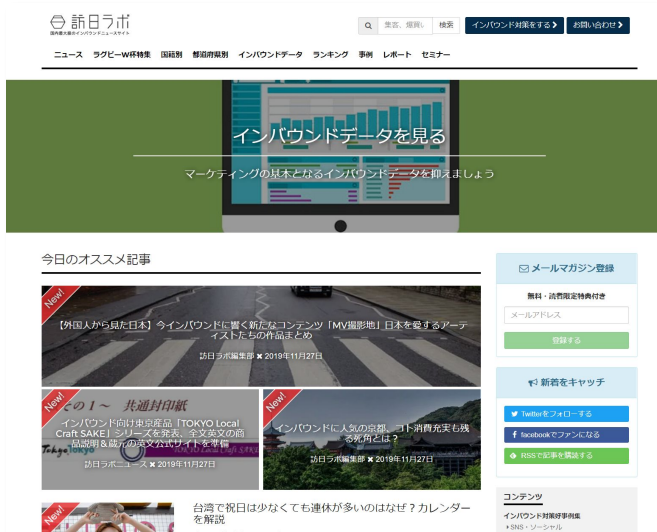 訪日ラボ
国内最大級のインバウンドニュースサイト
集客、爆買い 検索 インバウンド対策をする お問い合わせ
ニュース ラグビーW杯特集 国籍別 都道府県別 インバウンドデータ ランキング 事例 レポート セミナー
インバウンドデータを見る
マーケティングの基本となるインバウンドデータを抑えましょう
今日のオススメ記事
New!
【外国人から見た日本】今インバウンドに響く新たなコンテンツ「MV撮影地」日本を愛するアーテ
ィストたちの作品まとめ
訪日ラボ編集部 ✖ 2019年11月27日
New!
その1～ 共通封印紙
インバウンド向け東京産品「TOKYO Local
Craft SAKE」シリーズを発表、全文英文の商
品説明＆蔵元の英文公式サイトを準備
訪日ラボニュース ✖ 2019年11月27日
New!
インバウンドに人気の京都、コト消費充実も残
る死角とは？
訪日ラボ編集部 ✖ 2019年11月27日
New!
台湾で祝日は少なくても連休が多いのはなぜ？カレンダー
を解説
メールマガジン登録
無料・読者限定特典付き
メールアドレス
登録する
新着をキャッチ
Twitterをフォローする
facebookでファンになる
RSSで記事を購読する
コンテンツ
インバウンド対策好事例集
SNS・ソーシャル